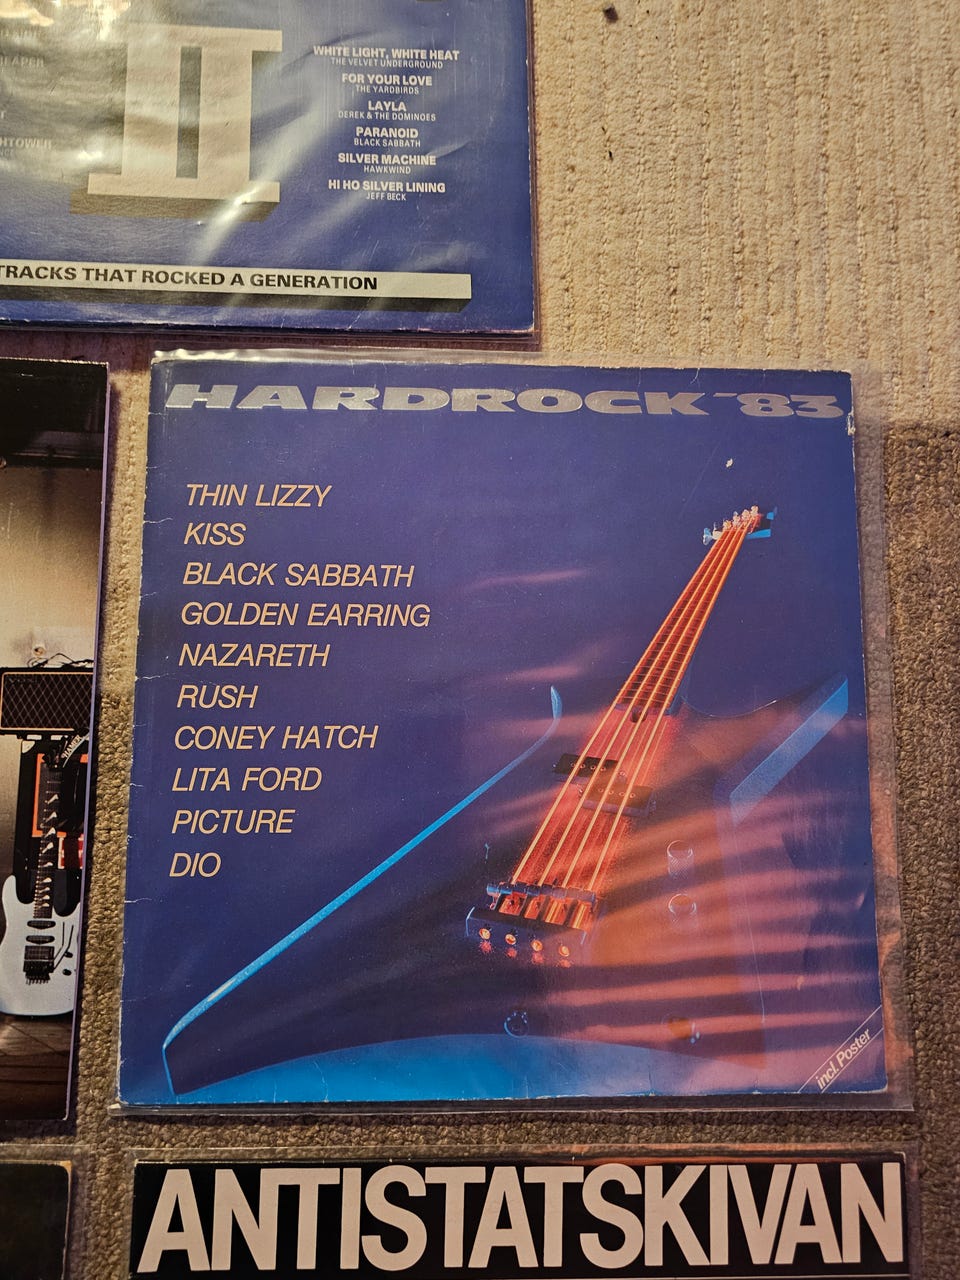 II
WHITE LIGHT, WHITE HEAT
THE VELVET UNDERGROUND
FOR YOUR LOVE
THE YARDBIRDS
LAYLA
DEREK & THE DOMINOES
PARANOID
BLACK SABBATH
SILVER MACHINE
HAWKWIND
HI HO SILVER LINING
JEFF BECK
TRACKS THAT ROCKED A GENERATION
HARDROCK '83
THIN LIZZY
KISS
BLACK SABBATH
GOLDEN EARRING
NAZARETH
RUSH
CONEY HATCH
LITA FORD
PICTURE
DIO
incl. Poster
ANTISTATSKIVAN